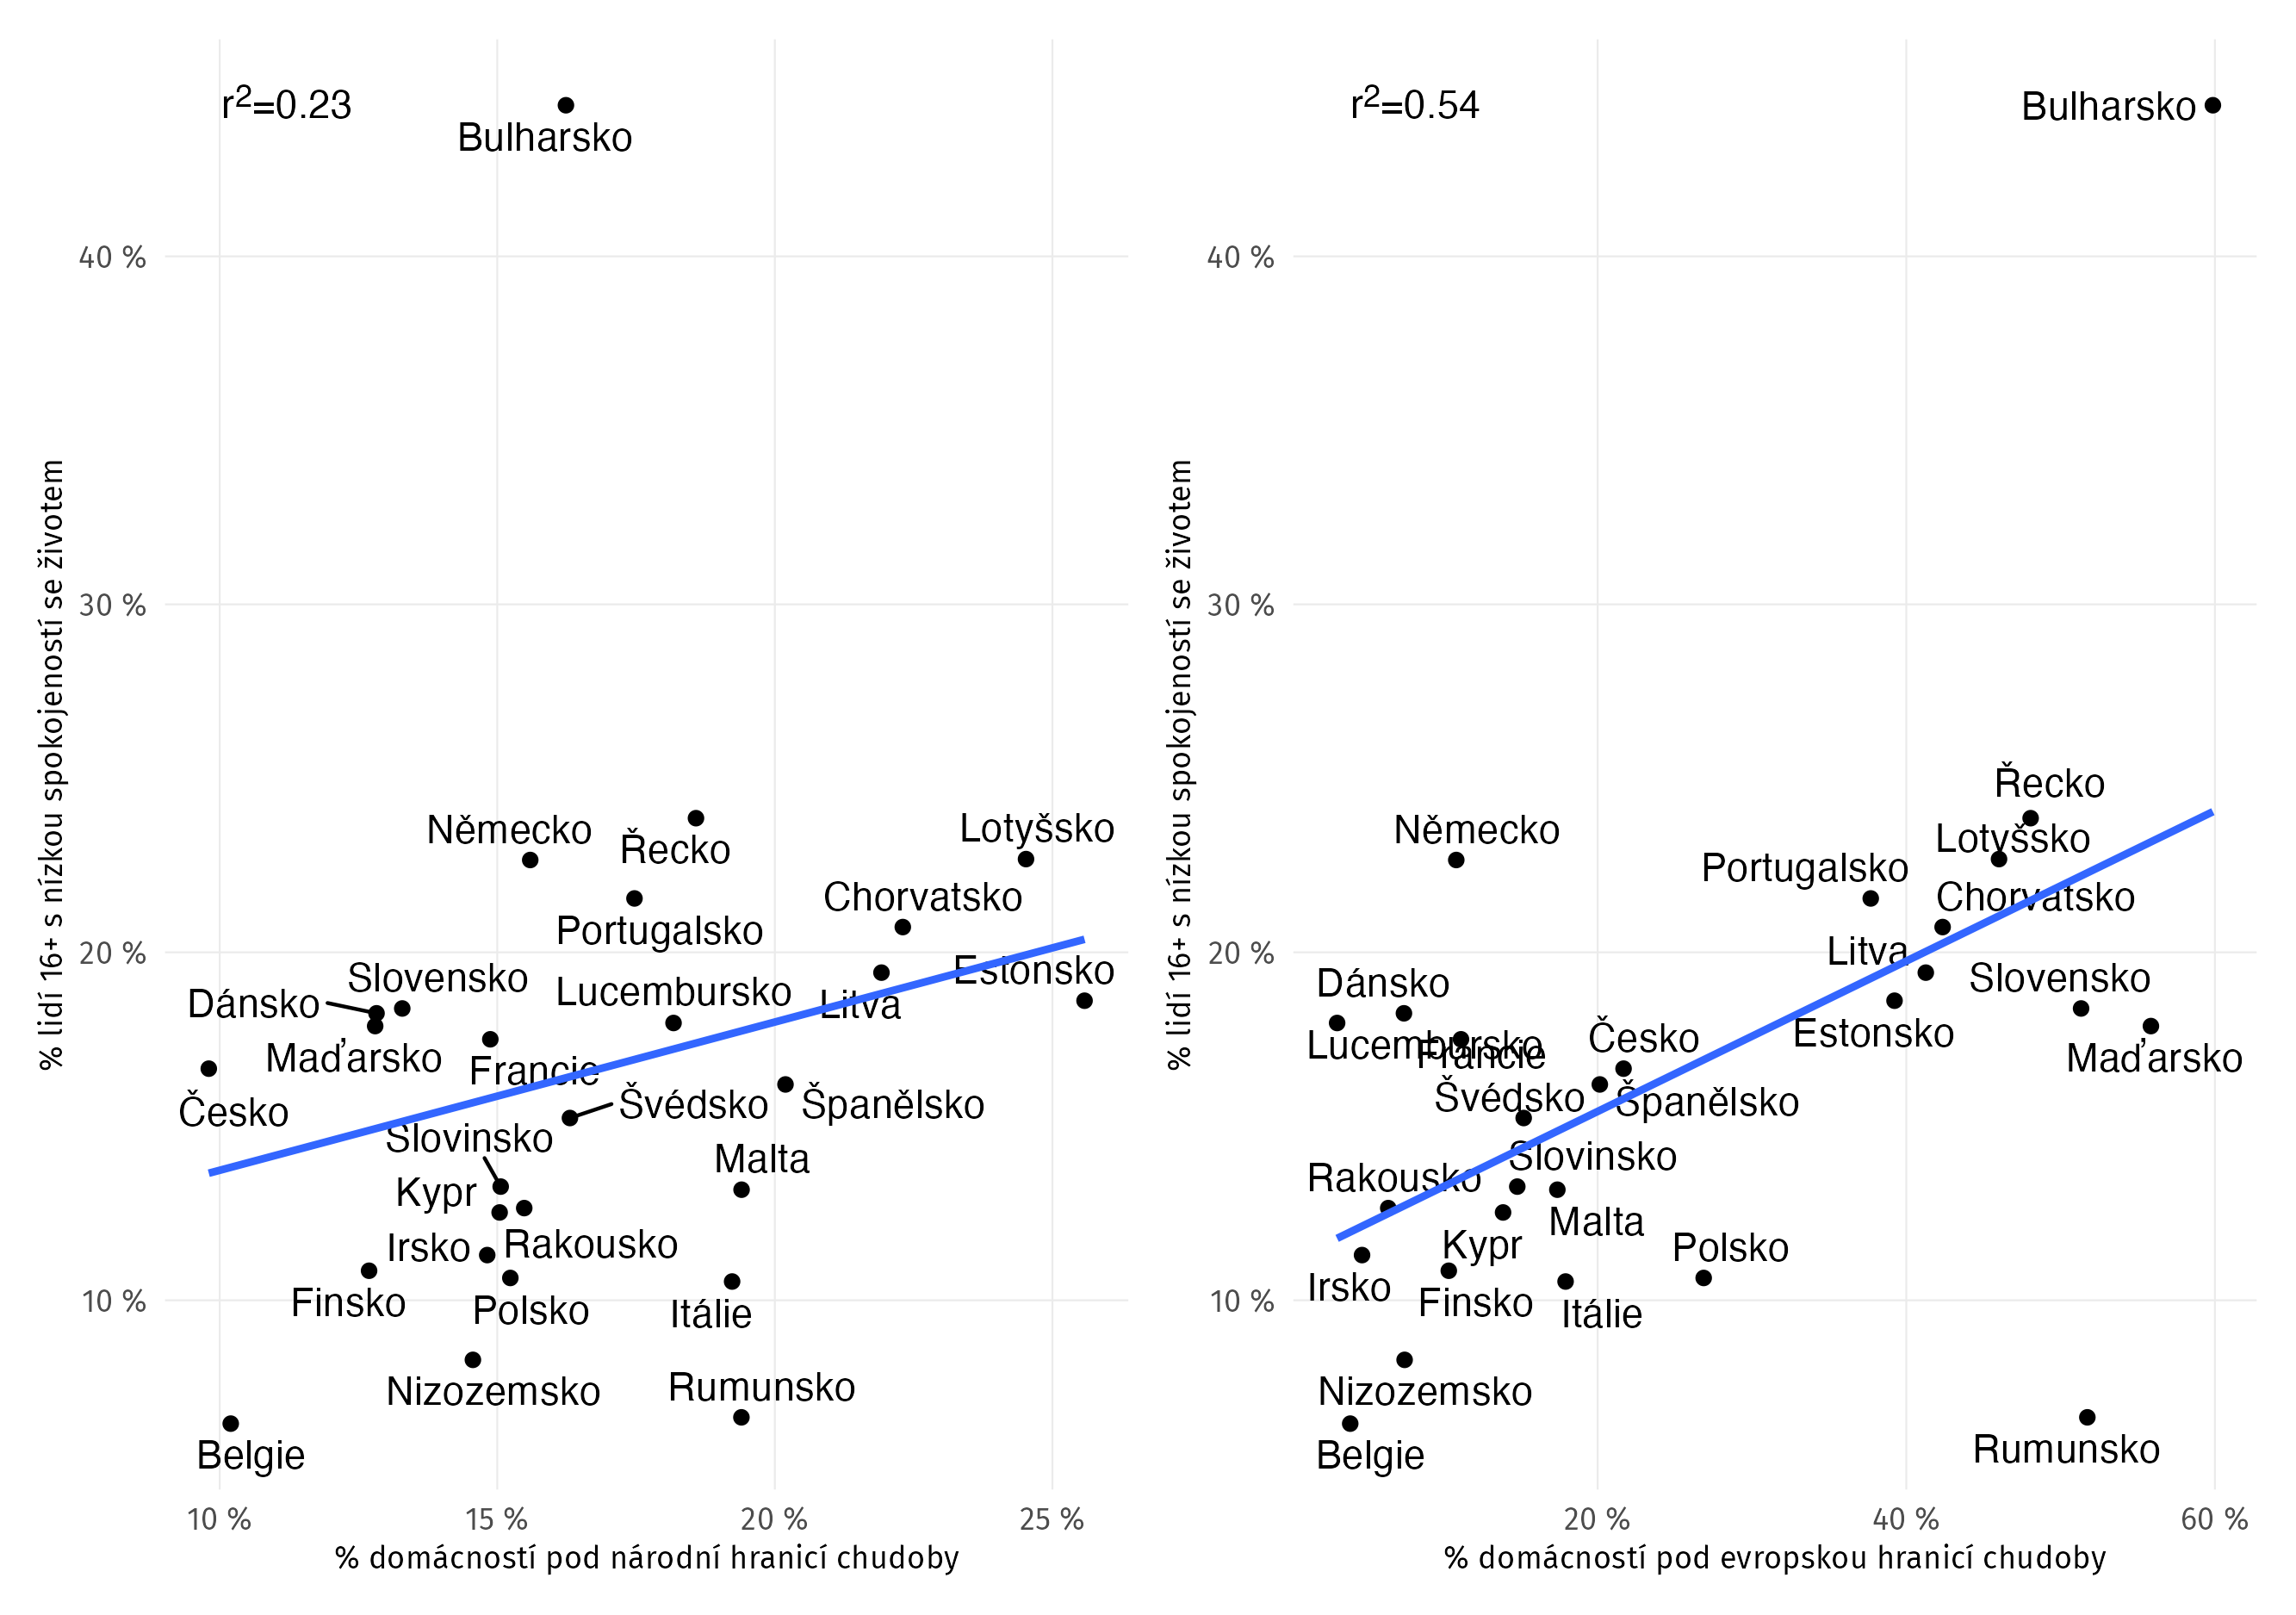 r²=0.23
Bulharsko
40 %
30 %
% lidí 16+ s nízkou spokojeností se životem
Německo
Řecko
Lotyšsko
Chorvatsko
Portugalsko
20 %
Estonsko
Slovensko
Lucembursko
Dánsko
Litva
Maďarsko
Francie
Česko
Švédsko
Španělsko
Slovinsko
Malta
Kypr
Irsko
Rakousko
10 %
Finsko
Polsko
Itálie
Nizozemsko
Rumunsko
Belgie
10 %
15 %
20 %
25 %
% domácností pod národní hranicí chudoby
r²=0.54
Bulharsko
40 %
30 %
% lidí 16+ s nízkou spokojeností se životem
Řecko
Německo
Lotyšsko
Portugalsko
Chorvatsko
20 %
Litva
Slovensko
Dánsko
Estonsko
Česko
Lucembursko
Francie
Maďarsko
Švédsko
Španělsko
Slovinsko
Rakousko
Malta
Kypr
Polsko
Irsko
10 %
Finsko
Itálie
Nizozemsko
Rumunsko
Belgie
20 %
40 %
60 %
% domácností pod evropskou hranicí chudoby